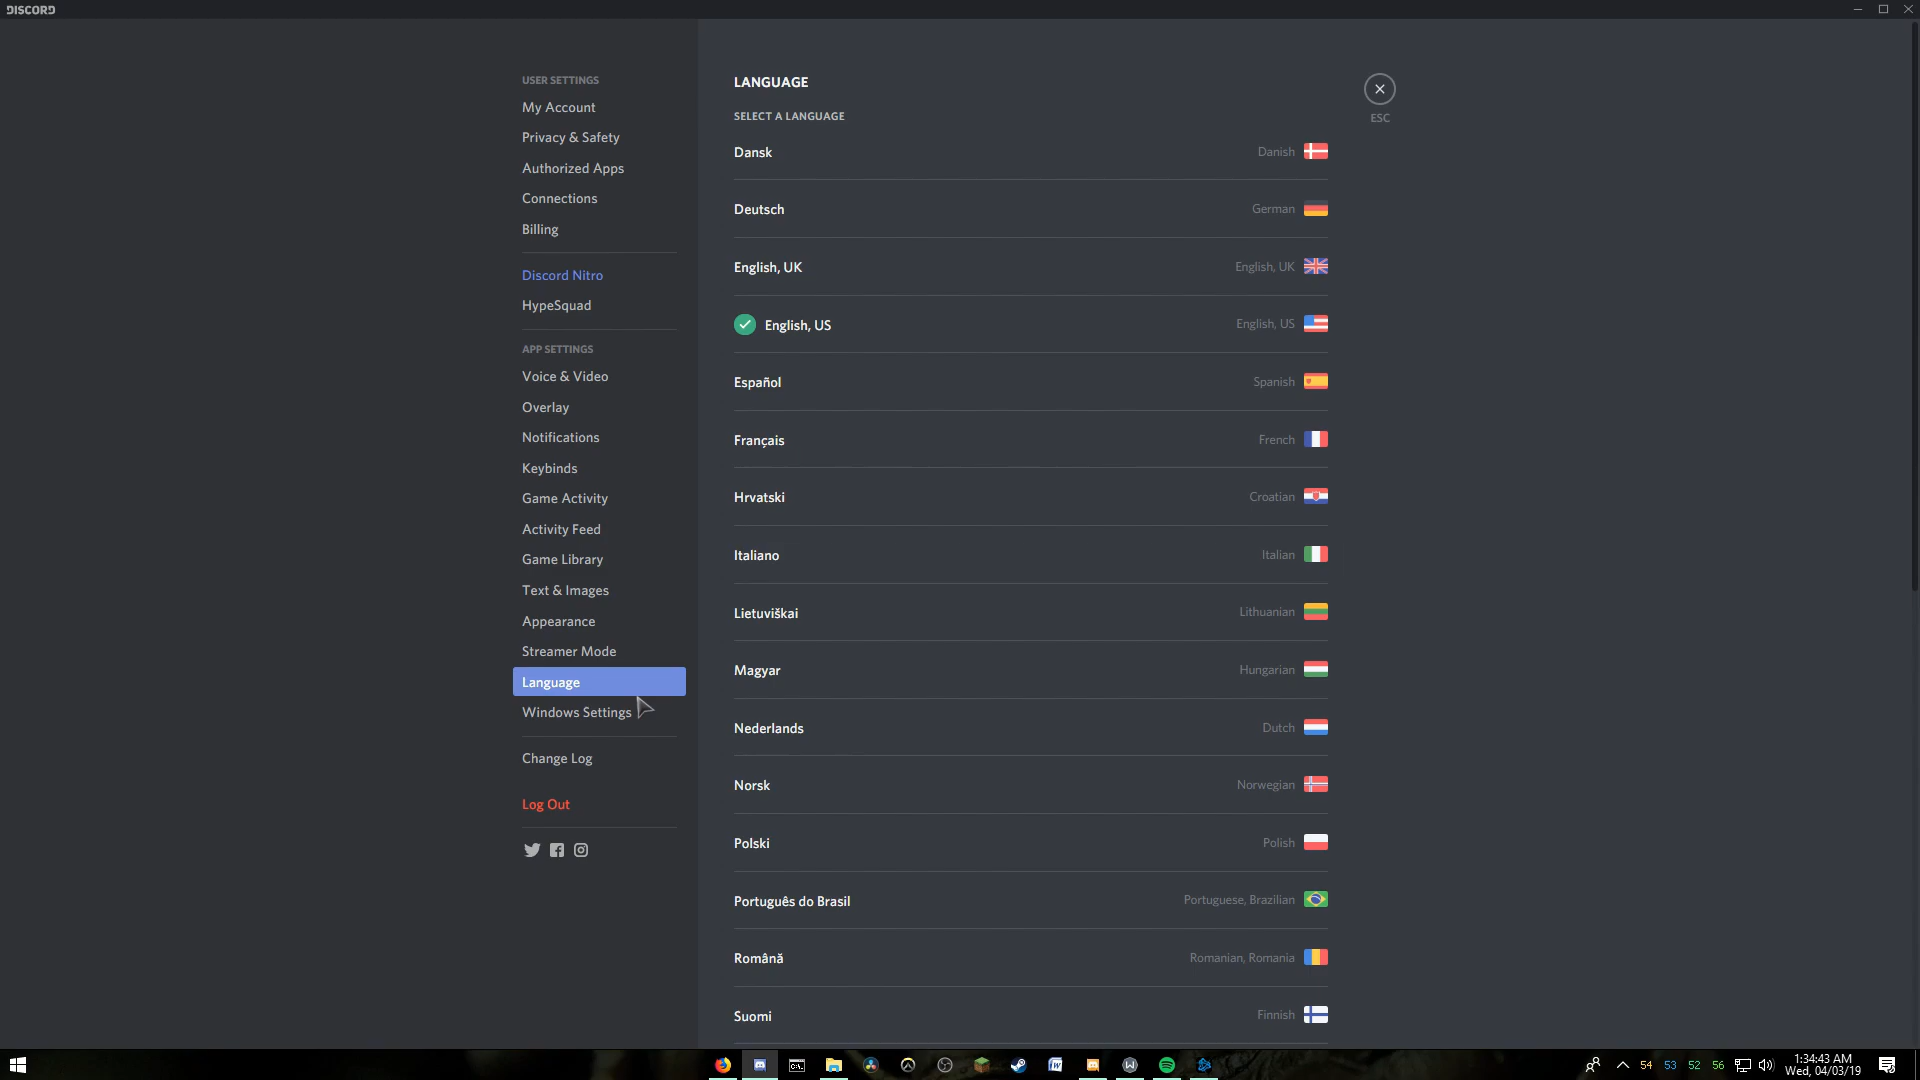 DISCORD
USER SETTINGS
My Account
Privacy & Safety
Authorized Apps
Connections
Billing
Discord Nitro
HypeSquad
APP SETTINGS
Voice & Video
Overlay
Notifications
Keybinds
Game Activity
Activity Feed
Game Library
Text & Images
Appearance
Streamer Mode
Language
Windows Settings
Change Log
Log Out
LANGUAGE
SELECT A LANGUAGE
ESC
Dansk Danish
Deutsch German
English, UK English, UK
English, US English, US
Español Spanish
Français French
Hrvatski Croatian
Italiano Italian
Lietuviškai Lithuanian
Magyar Hungarian
Nederlands Dutch
Norsk Norwegian
Polski Polish
Português do Brasil Portuguese, Brazilian
Română Romanian, Romania
Suomi Finnish
54 53 52 56
1:34:43 AM
Wed, 04/03/19